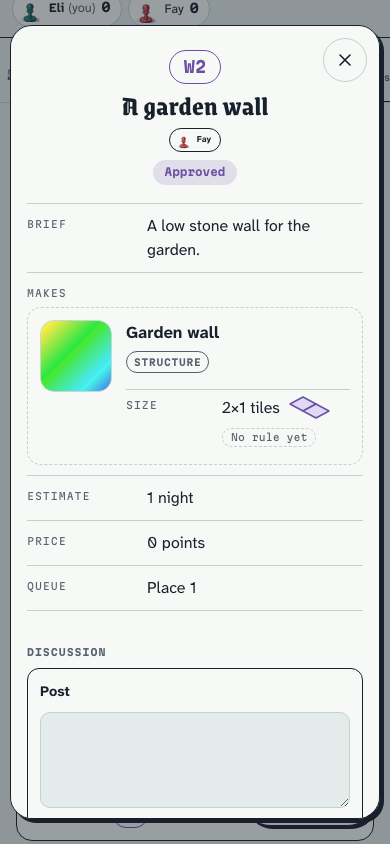 Eli (you) 0
Fay 0
W2
A garden wall
Fay
Approved
BRIEF
A low stone wall for the
garden.
MAKES
Garden wall
STRUCTURE
SIZE
2×1 tiles
No rule yet
ESTIMATE
1 night
PRICE
0 points
QUEUE
Place 1
DISCUSSION
Post